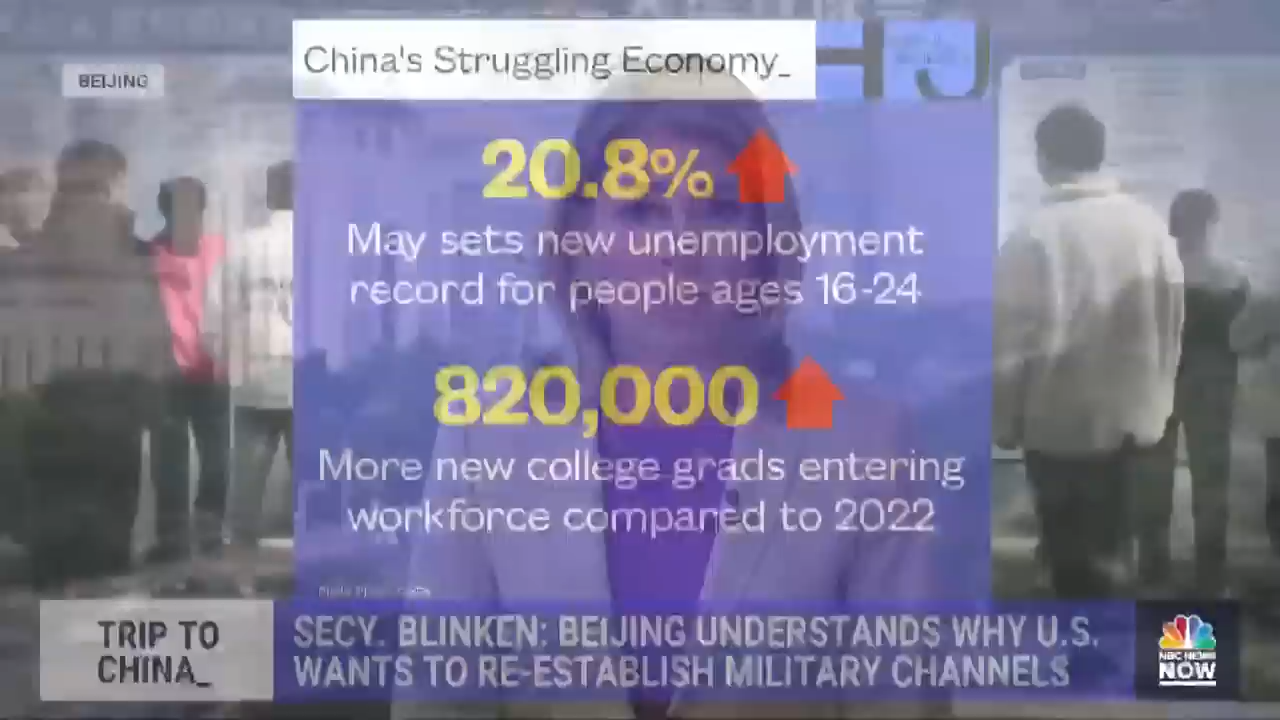 BEIJING
China's Struggling Economy_
HJ
20.8%
May sets new unemployment
record for people ages 16-24
820,000
More new college grads entering
workforce compared to 2022
TRIP TO
CHINA_
SECY. BLINKEN: BEIJING UNDERSTANDS WHY U.S.
WANTS TO RE-ESTABLISH MILITARY CHANNELS
NBC NEWS
NOW